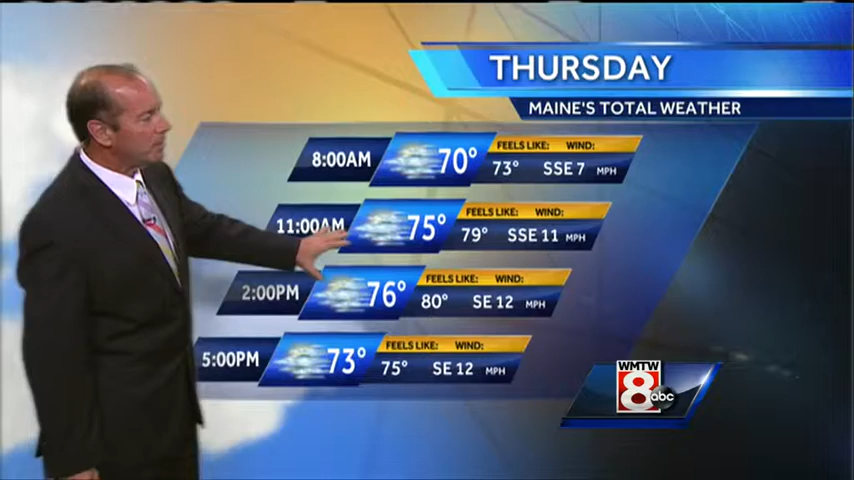 THURSDAY
MAINE'S TOTAL WEATHER
8:00AM 70° FEELS LIKE: WIND: 73° SSE 7 MPH
11:00AM 75° FEELS LIKE: WIND: 79° SSE 11 MPH
2:00PM 76° FEELS LIKE: WIND: 80° SE 12 MPH
5:00PM 73° FEELS LIKE: WIND: 75° SE 12 MPH
WMTW
8 abc